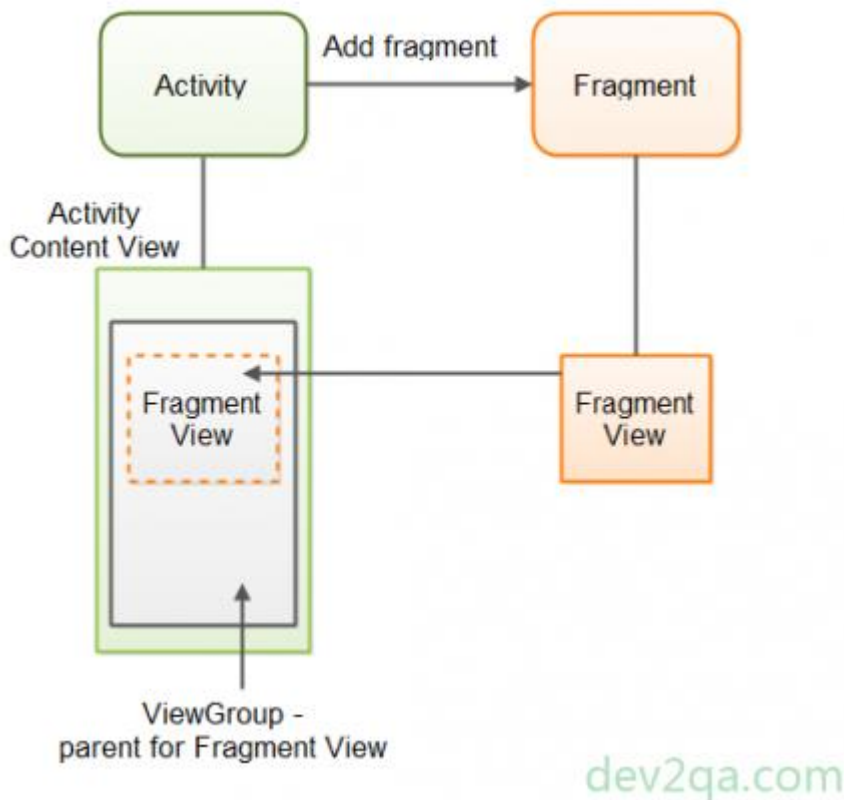 Add fragment
Activity
Fragment
Activity
Content View
Fragment
View
Fragment
View
ViewGroup -
parent for Fragment View
dev2qa.com